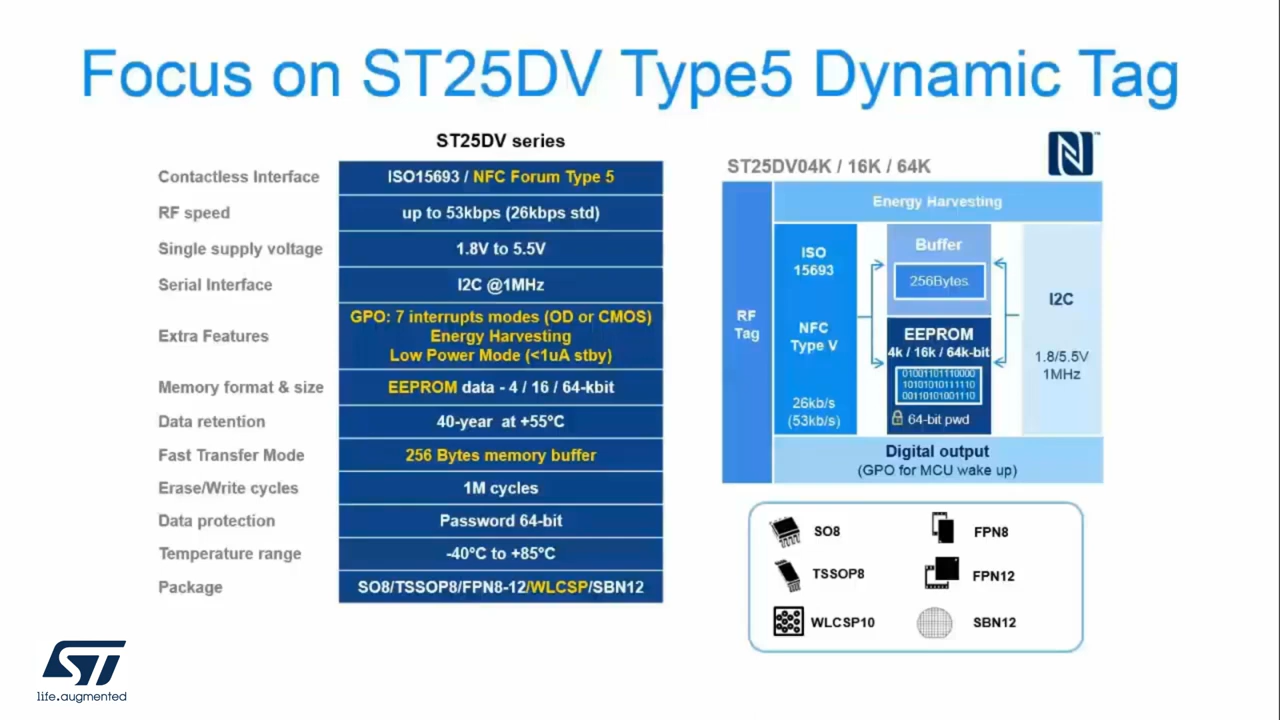 Focus on ST25DV Type5 Dynamic Tag
ST25DV series
Contactless Interface ISO15693 / NFC Forum Type 5
RF speed up to 53kbps (26kbps std)
Single supply voltage 1.8V to 5.5V
Serial Interface I2C @1MHz
Extra Features GPO: 7 interrupts modes (OD or CMOS)
Energy Harvesting
Low Power Mode (<1uA stby)
Memory format & size EEPROM data - 4 / 16 / 64-kbit
Data retention 40-year at +55°C
Fast Transfer Mode 256 Bytes memory buffer
Erase/Write cycles 1M cycles
Data protection Password 64-bit
Temperature range -40°C to +85°C
Package SO8/TSSOP8/FPN8-12/WLCSP/SBN12
ST25DV04K / 16K / 64K
N™
Energy Harvesting
RF
Tag
ISO
15693
NFC
Type V
26kb/s
(53kb/s)
Buffer
256Bytes
EEPROM
4k / 16k / 64k-bit
01001101110000
10101010111110
00110101001110
64-bit pwd
I2C
1.8/5.5V
1MHz
Digital output
(GPO for MCU wake up)
SO8
FPN8
TSSOP8
FPN12
WLCSP10
SBN12
ST
life.augmented